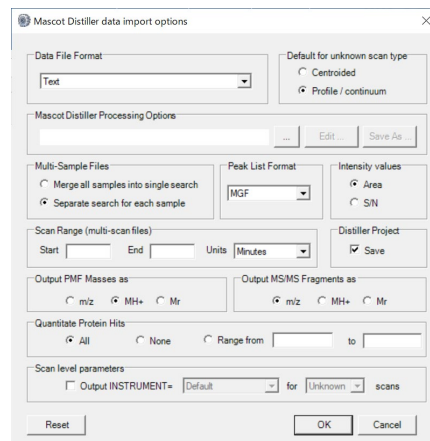 Mascot Distiller data import options
Data File Format
Text
Default for unknown scan type
Centroided
Profile / continuum
Mascot Distiller Processing Options
... Edit ... Save As ...
Multi-Sample Files
Merge all samples into single search
Separate search for each sample
Peak List Format
MGF
Intensity values
Area
S/N
Scan Range (multi-scan files)
Start End Units Minutes
Distiller Project
Save
Output PMF Masses as
m/z MH+ Mr
Output MS/MS Fragments as
m/z MH+ Mr
Quantitate Protein Hits
All None Range from to
Scan level parameters
Output INSTRUMENT= Default for Unknown scans
Reset OK Cancel